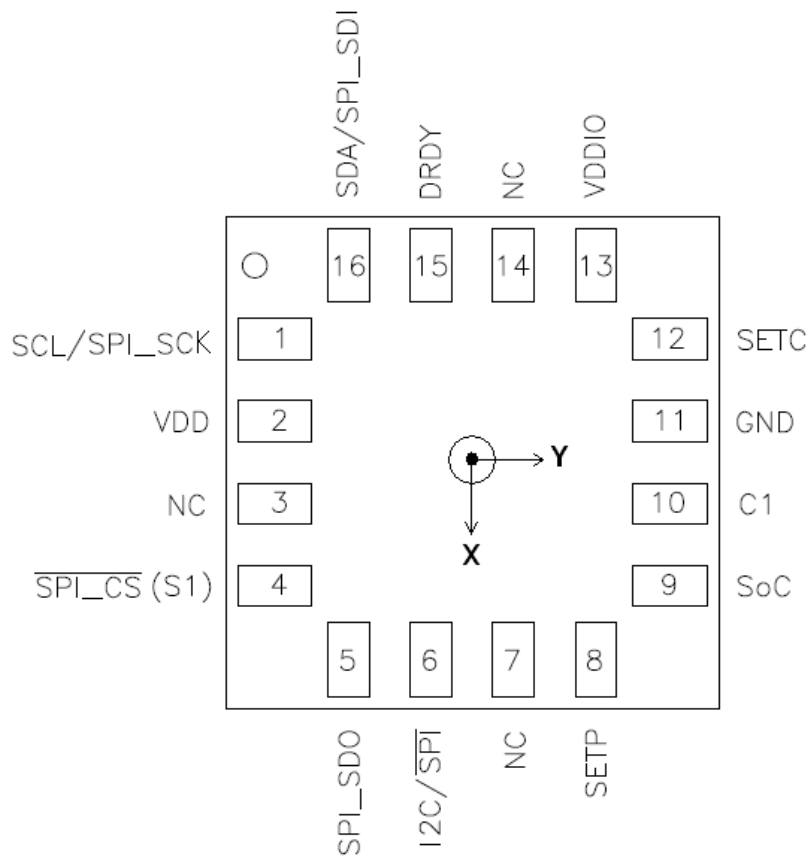 SDA/SPI_SDI
DRDY
NC
VDDIO
16
15
14
13
SCL/SPI_SCK
1
12
SETC
VDD
2
11
GND
Y
NC
3
10
C1
X
SPI_CS (S1)
4
9
SoC
5
6
7
8
SPI_SDO
I2C/SPI
NC
SETP